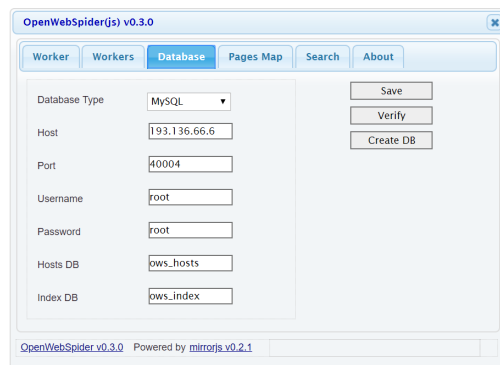 OpenWebSpider(js) v0.3.0
Worker Workers Database Pages Map Search About
Database Type MySQL Save
Verify
Host 193.136.66.6
Create DB
Port 40004
Username root
Password root
Hosts DB ows_hosts
Index DB ows_index
OpenWebSpider v0.3.0 Powered by mirrorjs v0.2.1